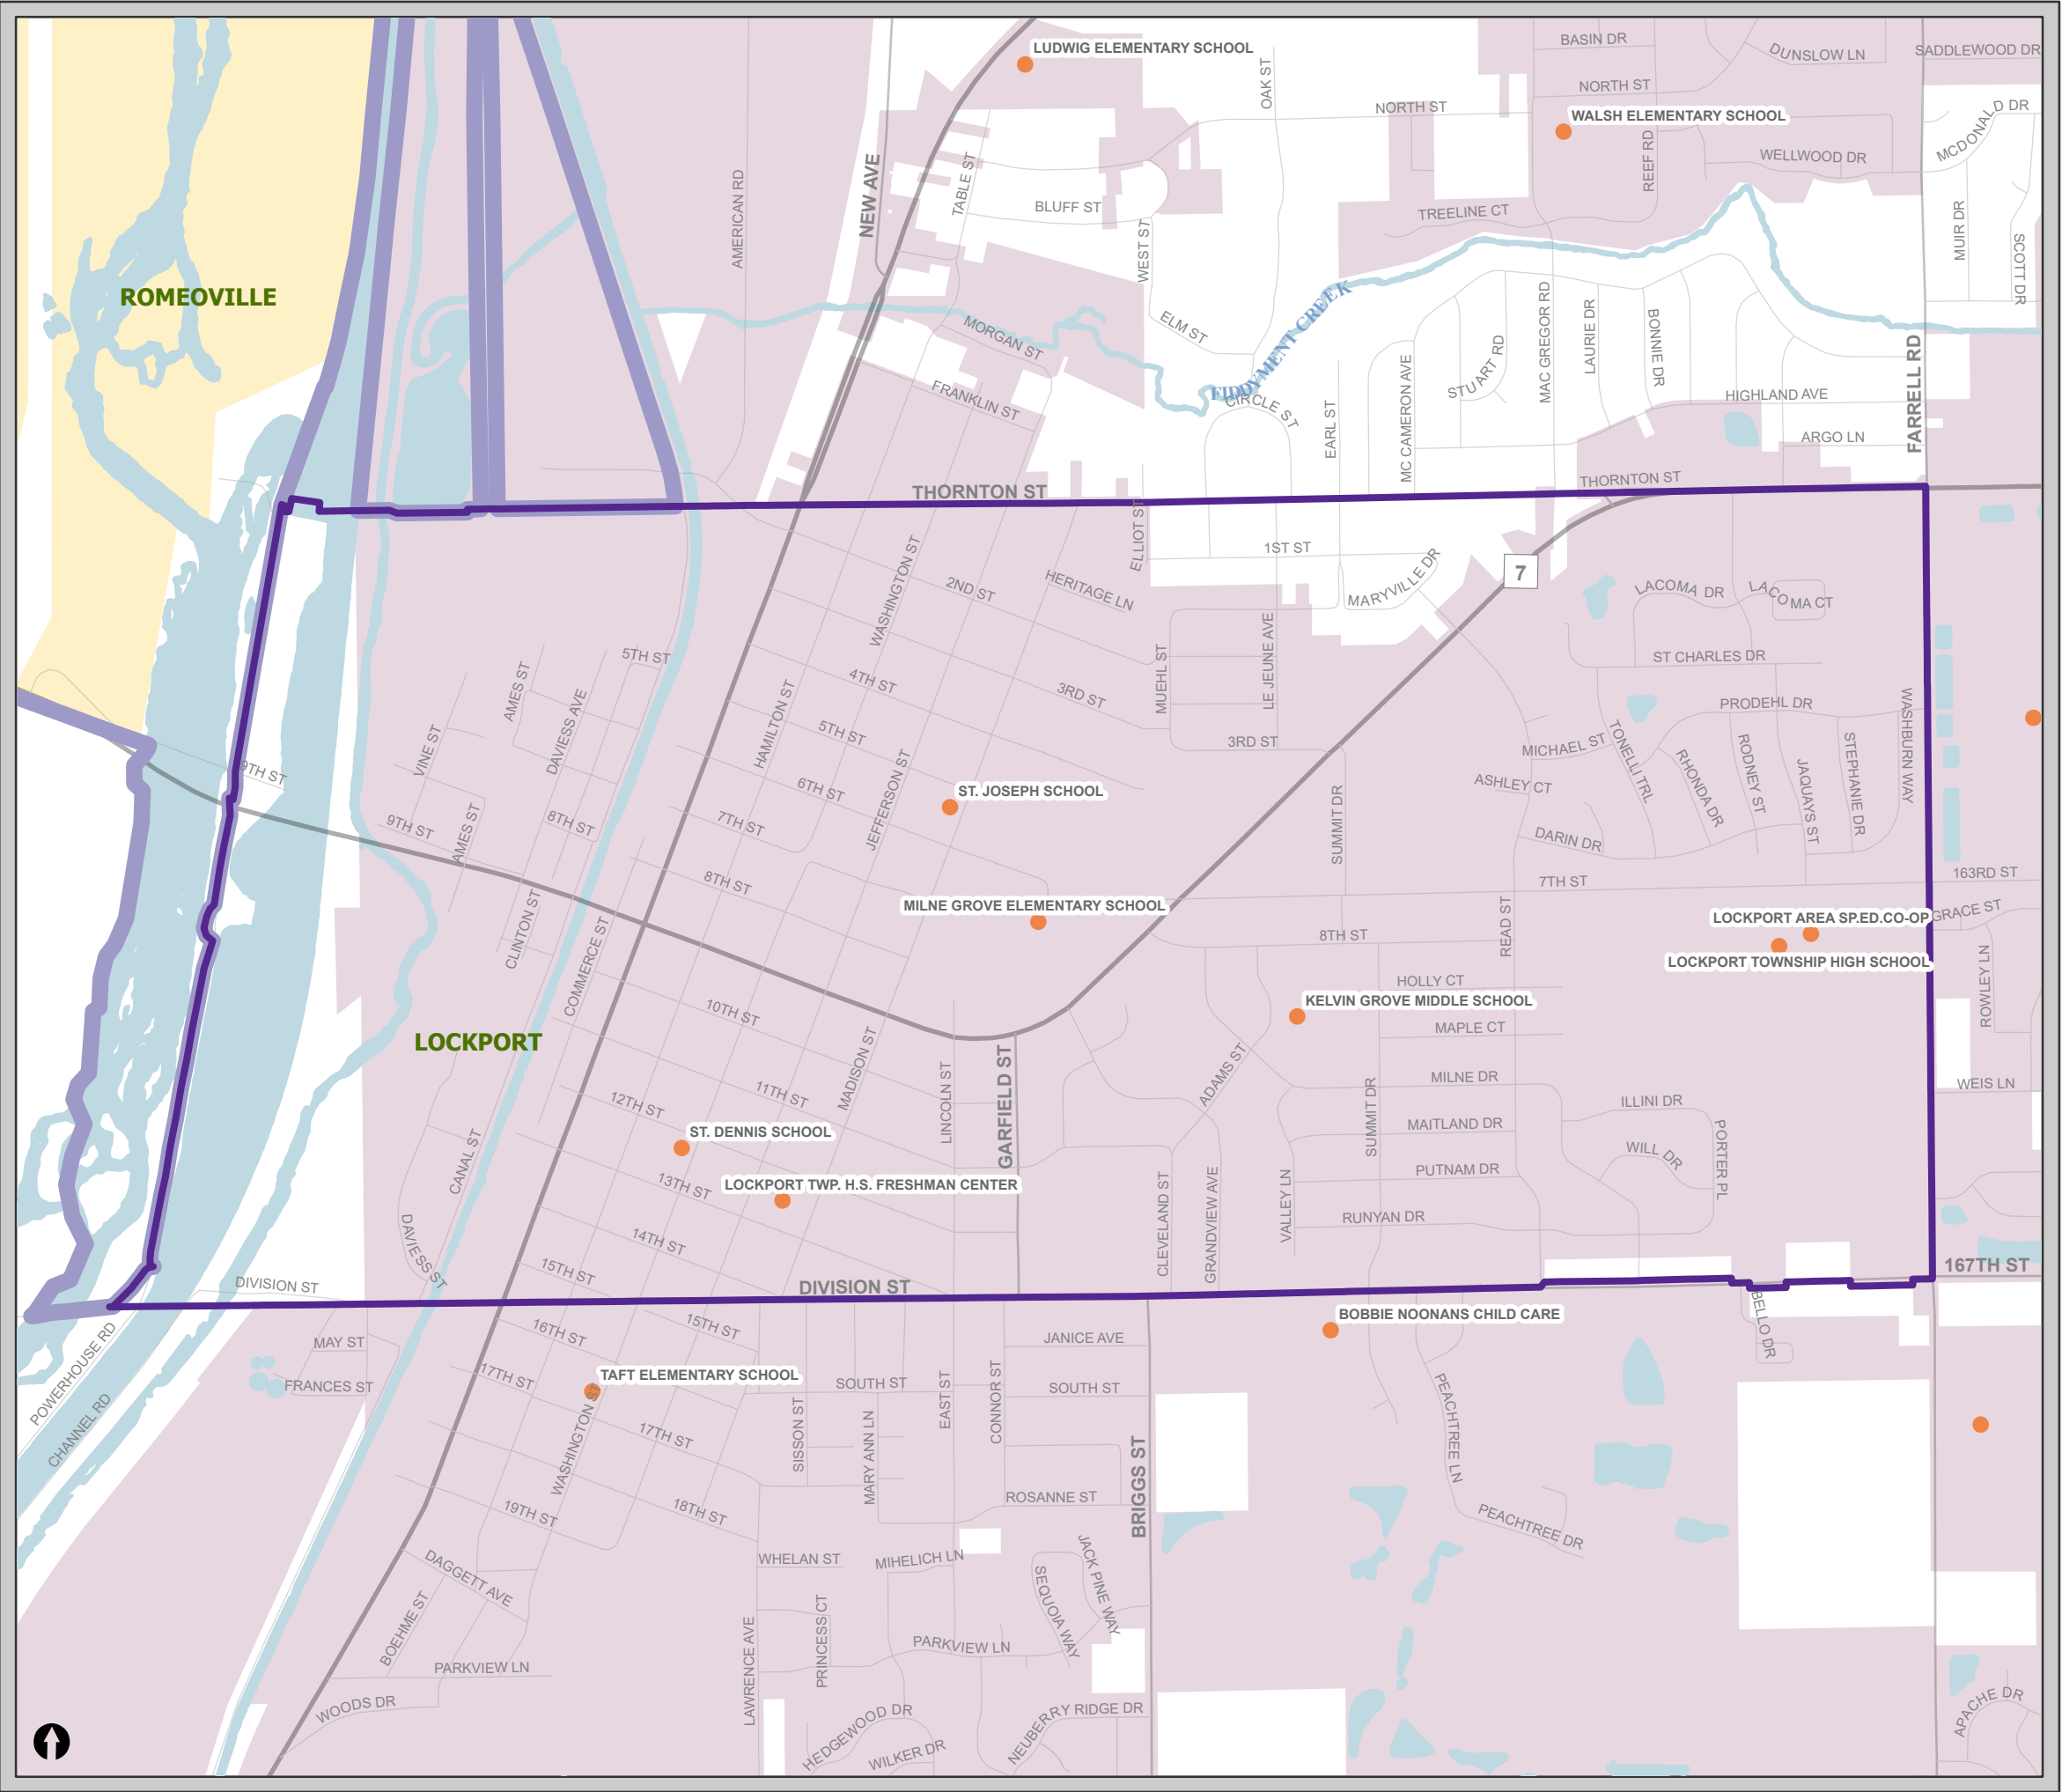 LUDWIG ELEMENTARY SCHOOL
BASIN DR
DUNSLOW LN
SADDLEWOOD DR
OAK ST
NORTH ST
NORTH ST
WALSH ELEMENTARY SCHOOL
MCDONALD DR
REEF RD
WELLWOOD DR
AMERICAN RD
NEW AVE
TABLE ST
BLUFF ST
WEST ST
TREELINE CT
MUIR DR
SCOTT DR
ROMEOVILLE
MORGAN ST
ELM ST
FIDDYMENT CREEK
STUART RD
MAC GREGOR RD
LAURIE DR
BONNIE DR
FARRELL RD
FRANKLIN ST
CIRCLE ST
EARL ST
MC CAMERON AVE
HIGHLAND AVE
ARGO LN
THORNTON ST
THORNTON ST
ELLIOT ST
1ST ST
7
WASHINGTON ST
2ND ST
HERITAGE LN
MARYVILLE DR
LACOMA DR
LACOMA CT
5TH ST
AMES ST
4TH ST
3RD ST
MUEHL ST
LE JEUNE AVE
ST CHARLES DR
VINE ST
DAVIESS AVE
HAMILTON ST
5TH ST
3RD ST
PRODEHL DR
WASHBURN WAY
MICHAEL ST
TONELLI TRL
RHONDA DR
RODNEY ST
JAQUAYS ST
STEPHANIE DR
9TH ST
6TH ST
JEFFERSON ST
ST. JOSEPH SCHOOL
ASHLEY CT
SUMMIT DR
9TH ST
AMES ST
8TH ST
7TH ST
DARIN DR
8TH ST
7TH ST
163RD ST
MILNE GROVE ELEMENTARY SCHOOL
CLINTON ST
COMMERCE ST
8TH ST
READ ST
LOCKPORT AREA SP.ED.CO-OP
GRACE ST
LOCKPORT TOWNSHIP HIGH SCHOOL
ROWLEY LN
HOLLY CT
KELVIN GROVE MIDDLE SCHOOL
10TH ST
MAPLE CT
LOCKPORT
MADISON ST
LINCOLN ST
GARFIELD ST
ADAMS ST
MILNE DR
WEIS LN
11TH ST
12TH ST
SUMMIT DR
ILLINI DR
MAITLAND DR
PORTER PL
ST. DENNIS SCHOOL
CANAL ST
WILL DR
PUTNAM DR
13TH ST
LOCKPORT TWP. H.S. FRESHMAN CENTER
CLEVELAND ST
GRANDVIEW AVE
VALLEY LN
RUNYAN DR
DAVIESS ST
14TH ST
15TH ST
167TH ST
DIVISION ST
DIVISION ST
BELLO DR
BOBBIE NOONANS CHILD CARE
POWERHOUSE RD
MAY ST
16TH ST
15TH ST
JANICE AVE
FRANCES ST
17TH ST
TAFT ELEMENTARY SCHOOL
SOUTH ST
EAST ST
CONNOR ST
SOUTH ST
PEACHTREE LN
CHANNEL RD
WASHINGTON ST
17TH ST
SISSON ST
MARY ANN LN
BRIGGS ST
19TH ST
18TH ST
ROSANNE ST
PEACHTREE DR
DAGGETT AVE
WHELAN ST
MIHELICH LN
SEQUOIA WAY
JACK PINE WAY
BOEHME ST
LAWRENCE AVE
PRINCESS CT
PARKVIEW LN
PARKVIEW LN
WOODS DR
HEDGEWOOD DR
WILKER DR
NEUBERRY RIDGE DR
APACHE DR